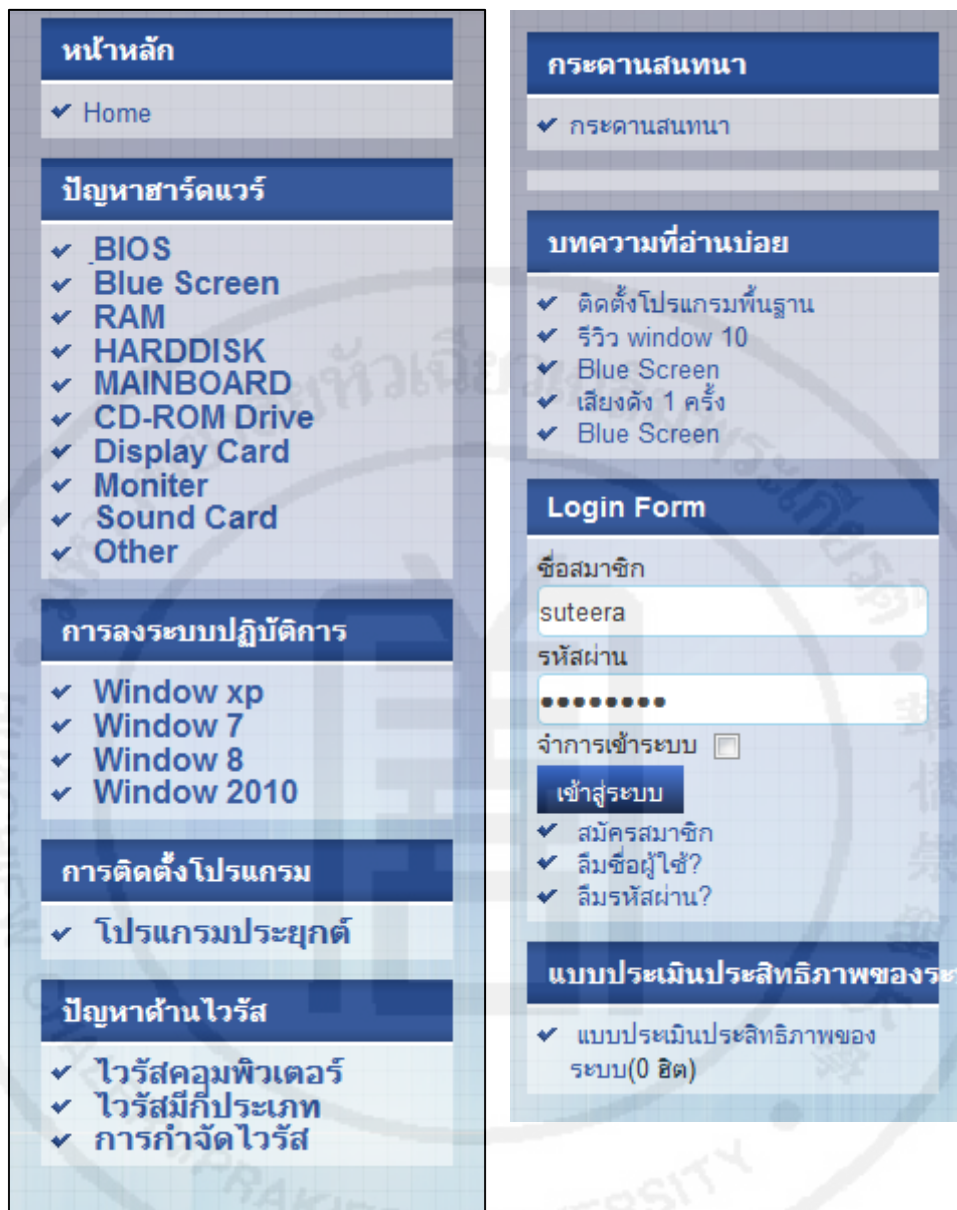 หน้าหลัก
Home
ปัญหาฮาร์ดแวร์
BIOS
Blue Screen
RAM
HARDDISK
MAINBOARD
CD-ROM Drive
Display Card
Moniter
Sound Card
Other
การลงระบบปฏิบัติการ
Window xp
Window 7
Window 8
Window 2010
การติดตั้งโปรแกรม
โปรแกรมประยุกต์
ปัญหาด้านไวรัส
ไวรัสคอมพิวเตอร์
ไวรัสมีกี่ประเภท
การกำจัดไวรัส
กระดานสนทนา
กระดานสนทนา
บทความที่อ่านบ่อย
ติดตั้งโปรแกรมพื้นฐาน
รีวิว window 10
Blue Screen
เสียงดัง 1 ครั้ง
Blue Screen
Login Form
ชื่อสมาชิก
suteera
รหัสผ่าน
••••••••
จำการเข้าระบบ
เข้าสู่ระบบ
สมัครสมาชิก
ลืมชื่อผู้ใช้?
ลืมรหัสผ่าน?
แบบประเมินประสิทธิภาพของระ
แบบประเมินประสิทธิภาพของ
ระบบ(0 ฮิต)